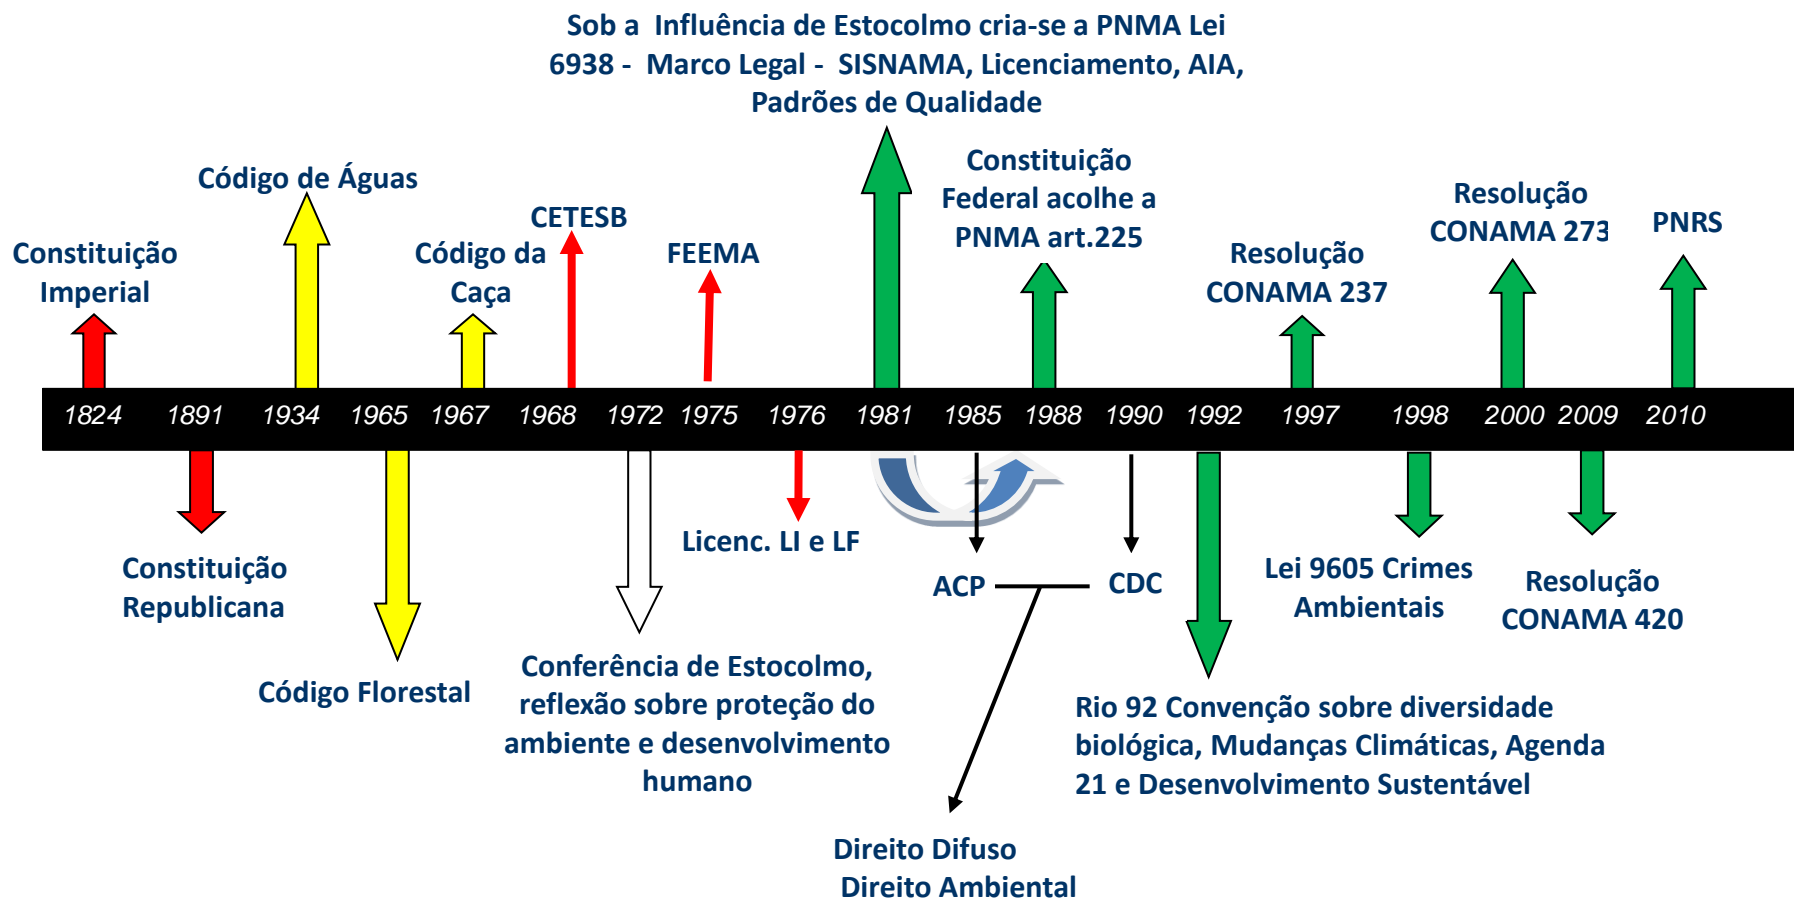 Sob a Influência de Estocolmo cria-se a PNMA Lei
6938 - Marco Legal - SISNAMA, Licenciamento, AIA,
Padrões de Qualidade
Constituição
Imperial
Código de Águas
Código da
Caça
CETESB
FEEMA
Constituição
Federal acolhe a
PNMA art.225
Resolução
CONAMA 237
Resolução
CONAMA 273
PNRS
1824 1891 1934 1965 1967 1968 1972 1975 1976 1981 1985 1988 1990 1992 1997 1998 2000 2009 2010
Constituição
Republicana
Código Florestal
Conferência de Estocolmo,
reflexão sobre proteção do
ambiente e desenvolvimento
humano
Licenc. LI e LF
ACP
CDC
Direito Difuso
Direito Ambiental
Rio 92 Convenção sobre diversidade
biológica, Mudanças Climáticas, Agenda
21 e Desenvolvimento Sustentável
Lei 9605 Crimes
Ambientais
Resolução
CONAMA 420